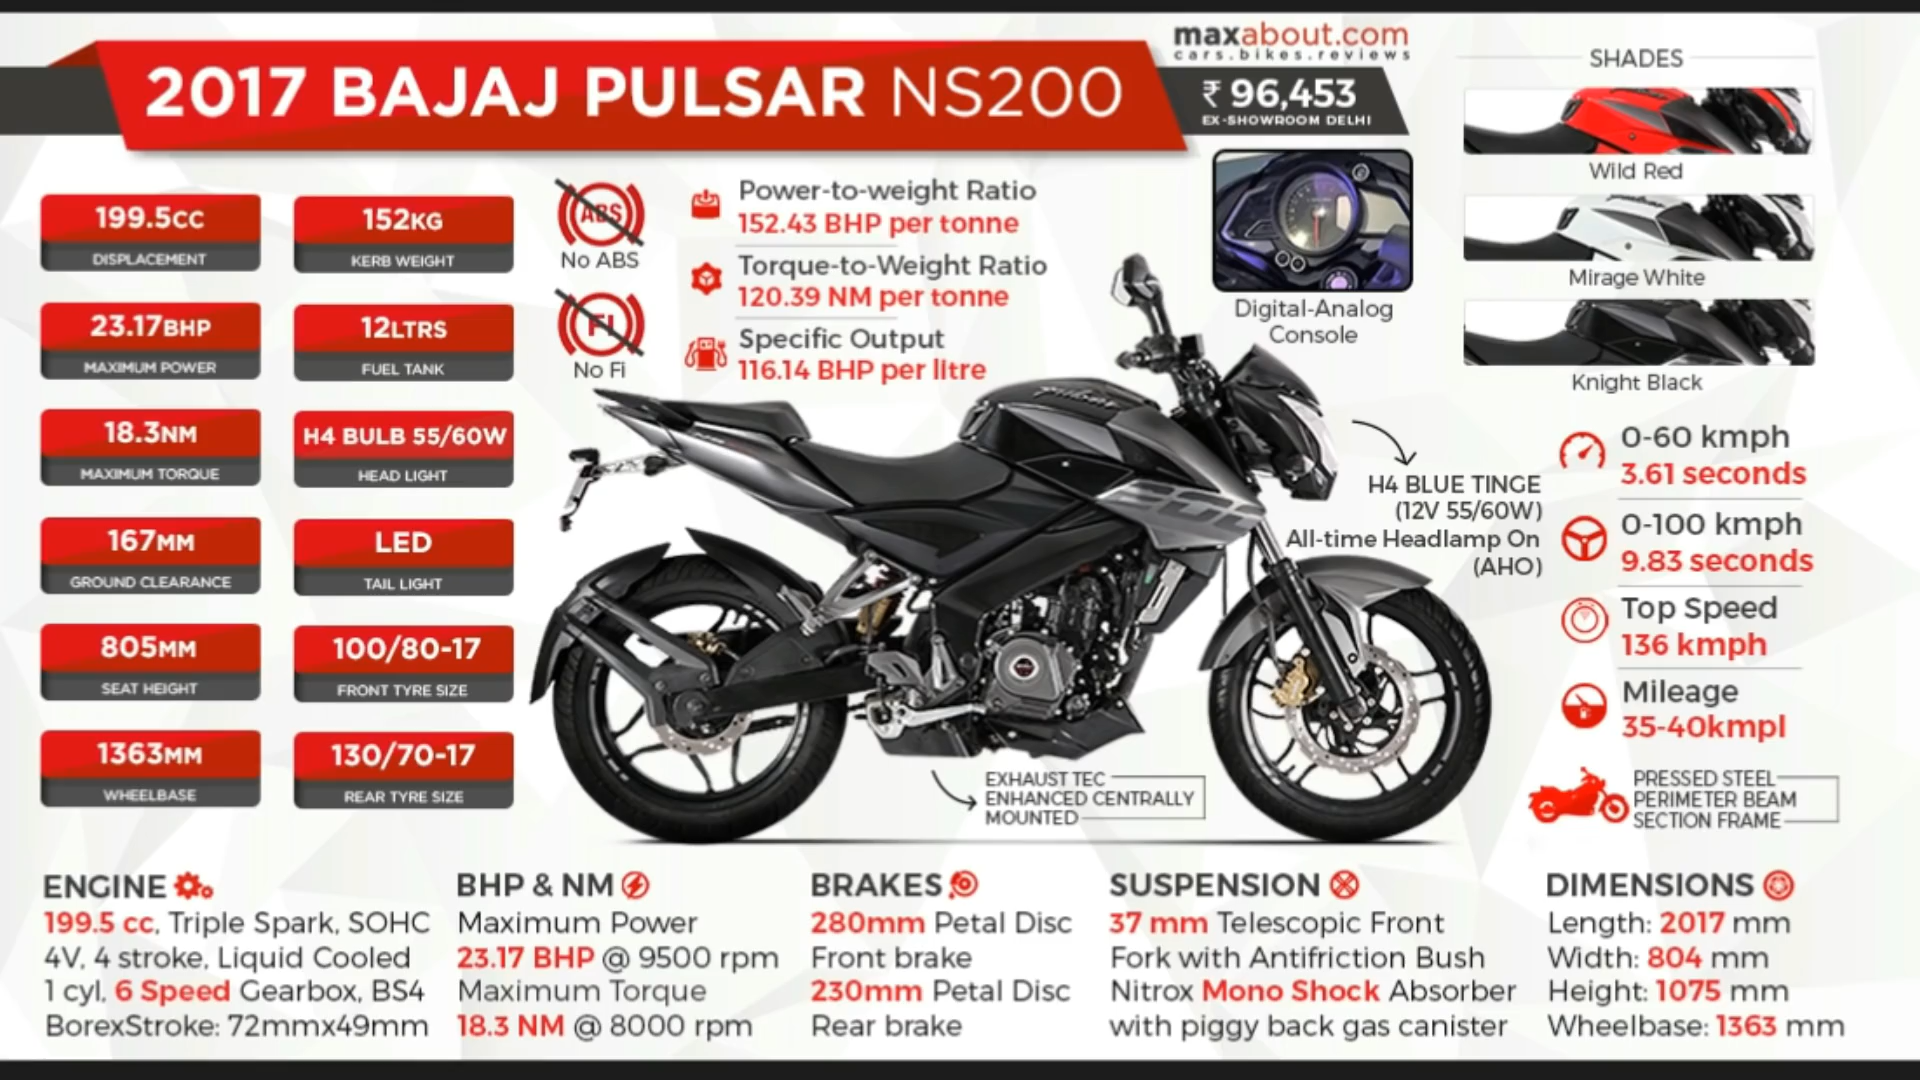 maxabout.com
cars.bikes.reviews
2017 BAJAJ PULSAR NS200
₹ 96,453
EX-SHOWROOM DELHI
SHADES
Wild Red
Mirage White
Knight Black
199.5CC
DISPLACEMENT
152KG
KERB WEIGHT
23.17BHP
MAXIMUM POWER
12LTRS
FUEL TANK
18.3NM
MAXIMUM TORQUE
H4 BULB 55/60W
HEAD LIGHT
167MM
GROUND CLEARANCE
LED
TAIL LIGHT
805MM
SEAT HEIGHT
100/80-17
FRONT TYRE SIZE
1363MM
WHEELBASE
130/70-17
REAR TYRE SIZE
ABS
No ABS
FI
No Fi
Power-to-weight Ratio
152.43 BHP per tonne
Torque-to-Weight Ratio
120.39 NM per tonne
Specific Output
116.14 BHP per litre
Digital-Analog
Console
pulsar
200
H4 BLUE TINGE
(12V 55/60W)
All-time Headlamp On
(AHO)
0-60 kmph
3.61 seconds
0-100 kmph
9.83 seconds
Top Speed
136 kmph
Mileage
35-40kmpl
PRESSED STEEL
PERIMETER BEAM
SECTION FRAME
EXHAUST TEC
ENHANCED CENTRALLY
MOUNTED
ENGINE
199.5 cc, Triple Spark, SOHC
4V, 4 stroke, Liquid Cooled
1 cyl, 6 Speed Gearbox, BS4
BorexStroke: 72mmx49mm
BHP & NM
Maximum Power
23.17 BHP @ 9500 rpm
Maximum Torque
18.3 NM @ 8000 rpm
BRAKES
280mm Petal Disc
Front brake
230mm Petal Disc
Rear brake
SUSPENSION
37 mm Telescopic Front
Fork with Antifriction Bush
Nitrox Mono Shock Absorber
with piggy back gas canister
DIMENSIONS
Length: 2017 mm
Width: 804 mm
Height: 1075 mm
Wheelbase: 1363 mm